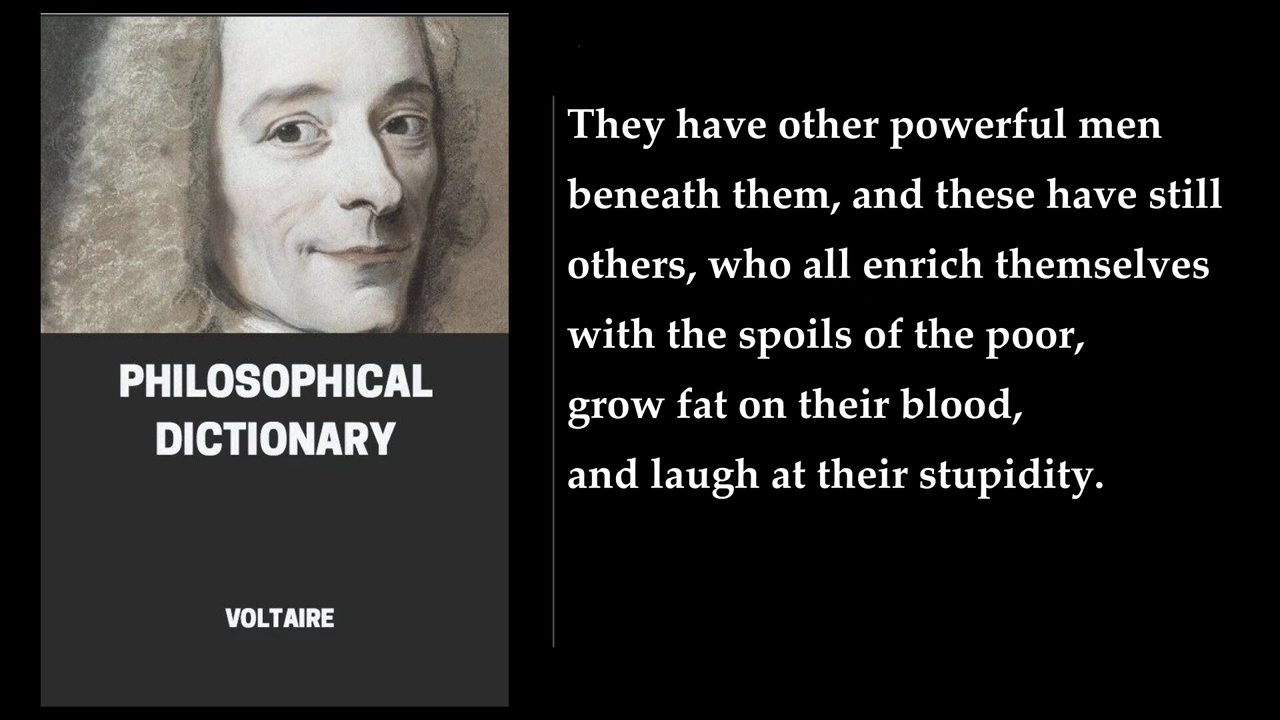 PHILOSOPHICAL
DICTIONARY
VOLTAIRE
They have other powerful men
beneath them, and these have still
others, who all enrich themselves
with the spoils of the poor,
grow fat on their blood,
and laugh at their stupidity.